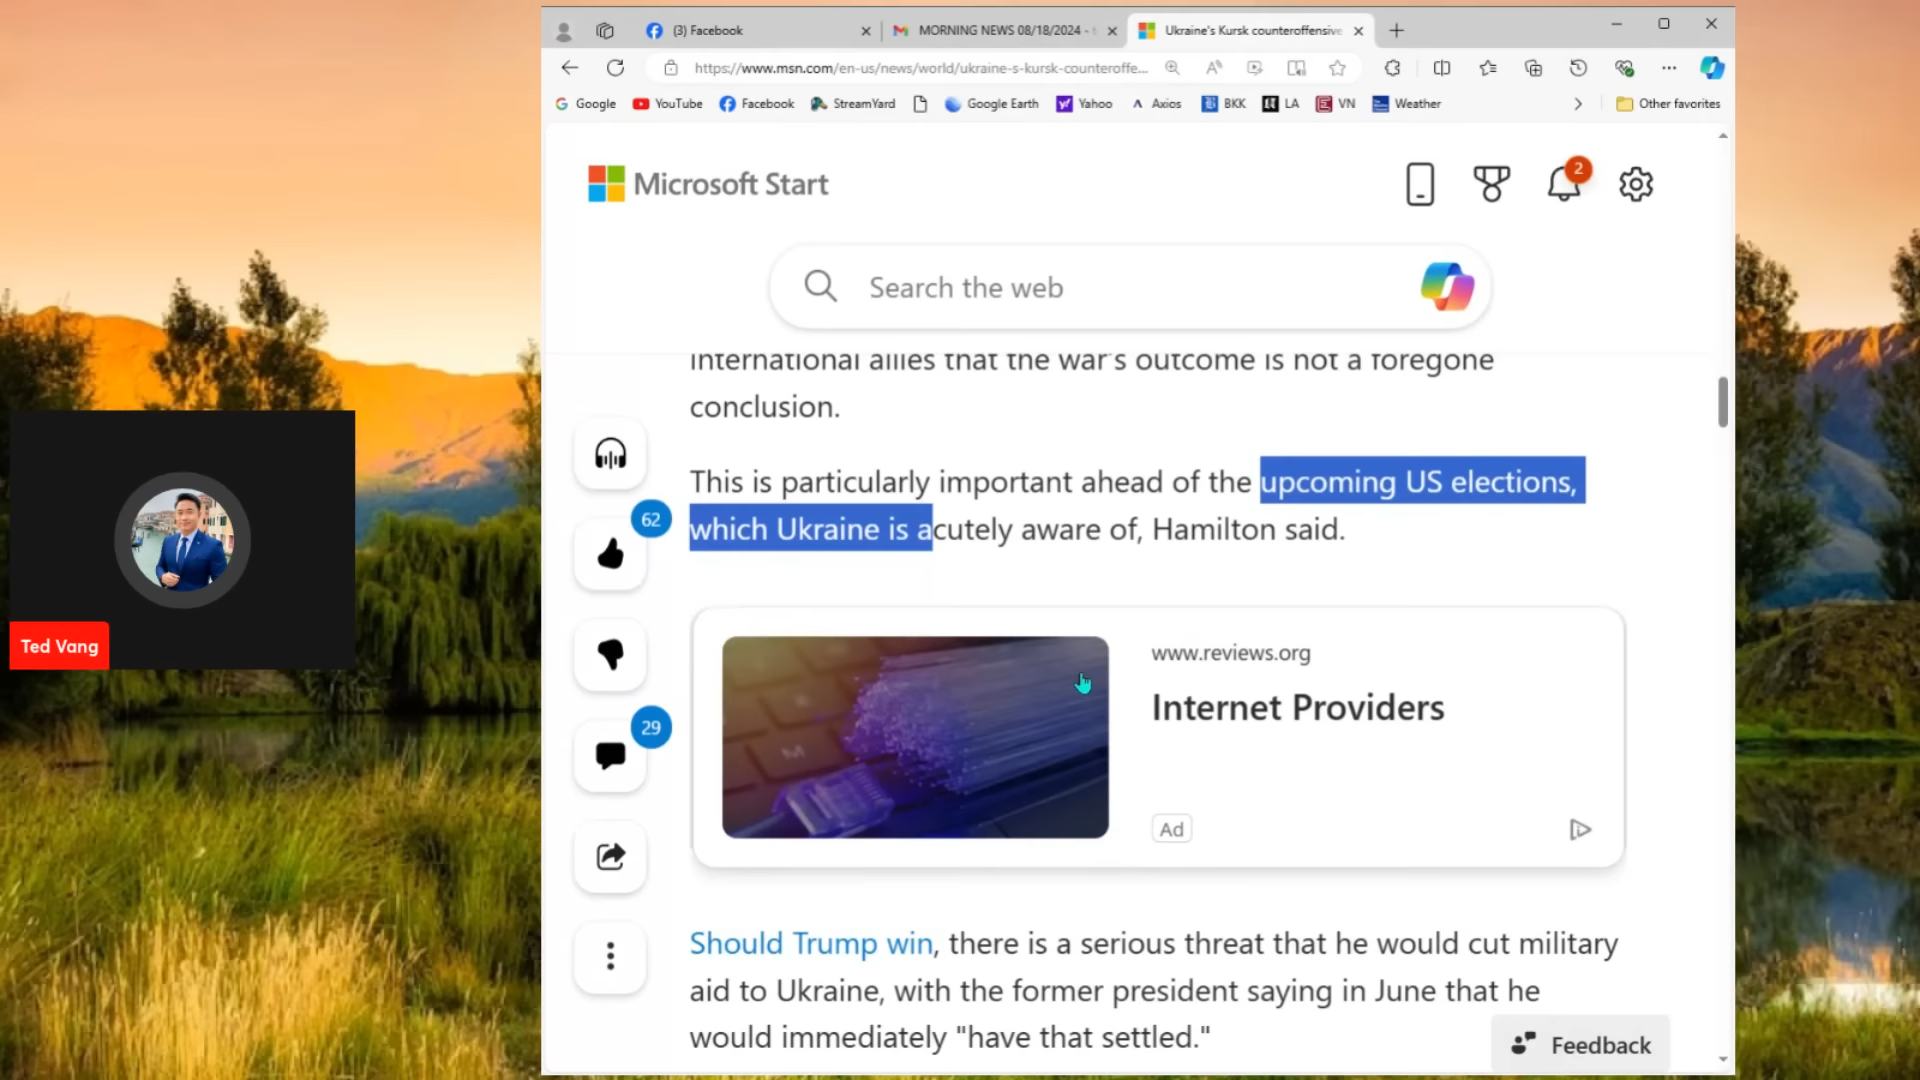 (3) Facebook
MORNING NEWS 08/18/2024 -
Ukraine's Kursk counteroffensive
https://www.msn.com/en-us/news/world/ukraine-s-kursk-counteroffe...
Google
YouTube
Facebook
StreamYard
Google Earth
Yahoo
Axios
BKK
LA
VN
Weather
Other favorites
Microsoft Start
2
Search the web
international allies that the war's outcome is not a foregone
conclusion.
This is particularly important ahead of the upcoming US elections,
which Ukraine is acutely aware of, Hamilton said.
62
29
www.reviews.org
Internet Providers
Ad
Should Trump win, there is a serious threat that he would cut military
aid to Ukraine, with the former president saying in June that he
would immediately "have that settled."
Feedback
Ted Vang